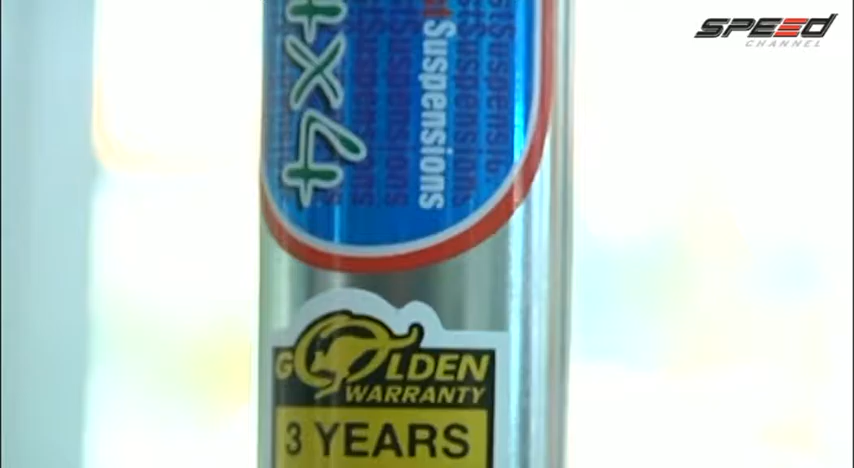 SPEED
CHANNEL
4x4
Suspensions
GOLDEN
WARRANTY
3 YEARS